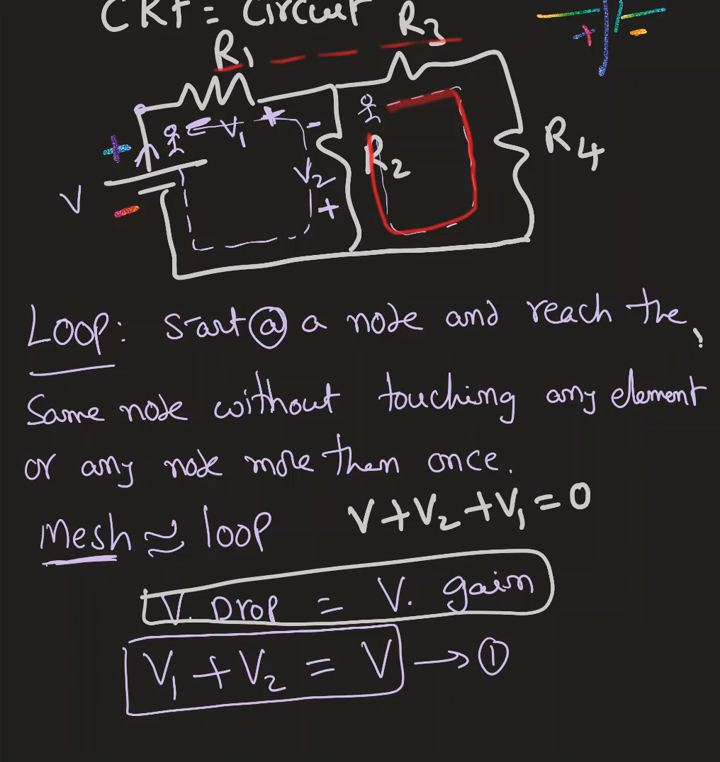 CKT = Circuit
R1
R3
+
-
V1
+
-
R2
R4
+
V2
V
-
+
Loop: Start @ a node and reach the
Same node without touching any element
or any node more then once.
V + V2 + V1 = 0
Mesh ≈ loop
V. Drop = V. gain
V1 + V2 = V → ①